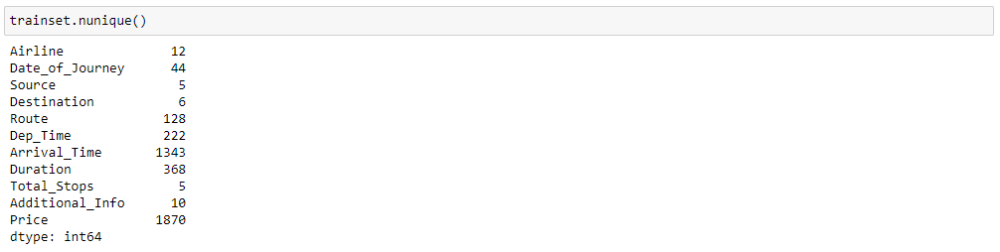 trainset.nunique()
Airline 12
Date_of_Journey 44
Source 5
Destination 6
Route 128
Dep_Time 222
Arrival_Time 1343
Duration 368
Total_Stops 5
Additional_Info 10
Price 1870
dtype: int64